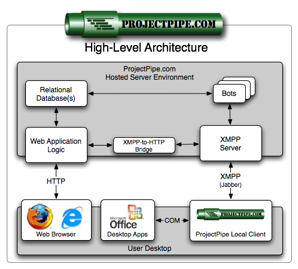 PROJECTPIPE.COM
High-Level Architecture
ProjectPipe.com
Hosted Server Environment
Relational
Database(s)
Bots
Web Application
Logic
XMPP-to-HTTP
Bridge
XMPP
Server
HTTP
XMPP
(Jabber)
Web Browser
Microsoft
Office
Desktop Apps
COM
PROJECTPIPE.COM
ProjectPipe Local Client
User Desktop